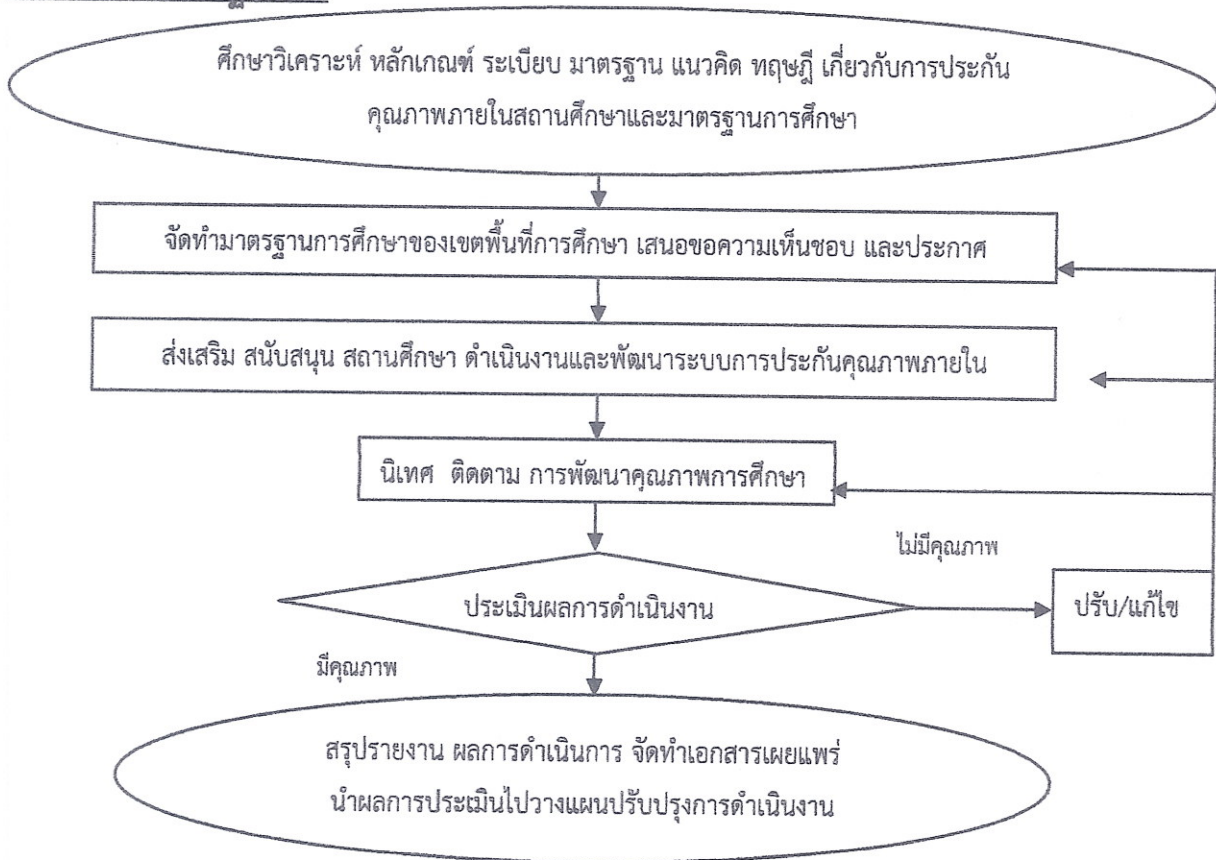 ศึกษาวิเคราะห์ หลักเกณฑ์ ระเบียบ มาตรฐาน แนวคิด ทฤษฎี เกี่ยวกับการประกัน
คุณภาพภายในสถานศึกษาและมาตรฐานการศึกษา
จัดทำมาตรฐานการศึกษาของเขตพื้นที่การศึกษา เสนอขอความเห็นชอบ และประกาศ
ส่งเสริม สนับสนุน สถานศึกษา ดำเนินงานและพัฒนาระบบการประกันคุณภาพภายใน
นิเทศ ติดตาม การพัฒนาคุณภาพการศึกษา
ไม่มีคุณภาพ
ประเมินผลการดำเนินงาน
ปรับ/แก้ไข
มีคุณภาพ
สรุปรายงาน ผลการดำเนินการ จัดทำเอกสารเผยแพร่
นำผลการประเมินไปวางแผนปรับปรุงการดำเนินงาน